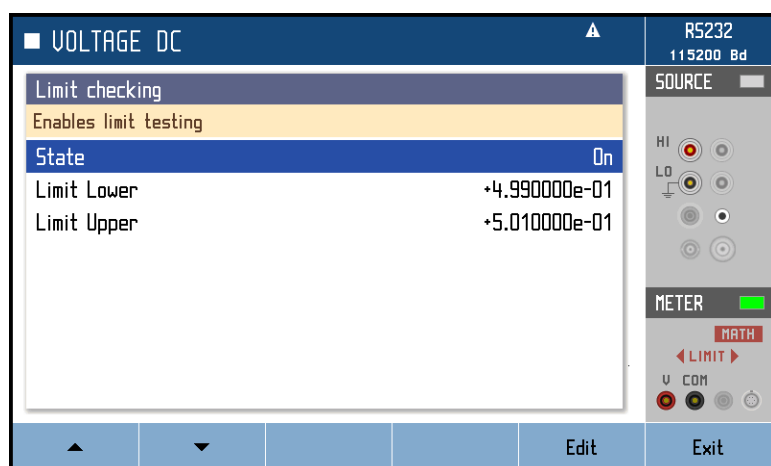 VOLTAGE DC
RS232
115200 Bd
Limit checking
Enables limit testing
State On
Limit Lower +4.990000e-01
Limit Upper +5.010000e-01
SOURCE
HI
LO
METER
MATH
LIMIT
V COM
Edit
Exit